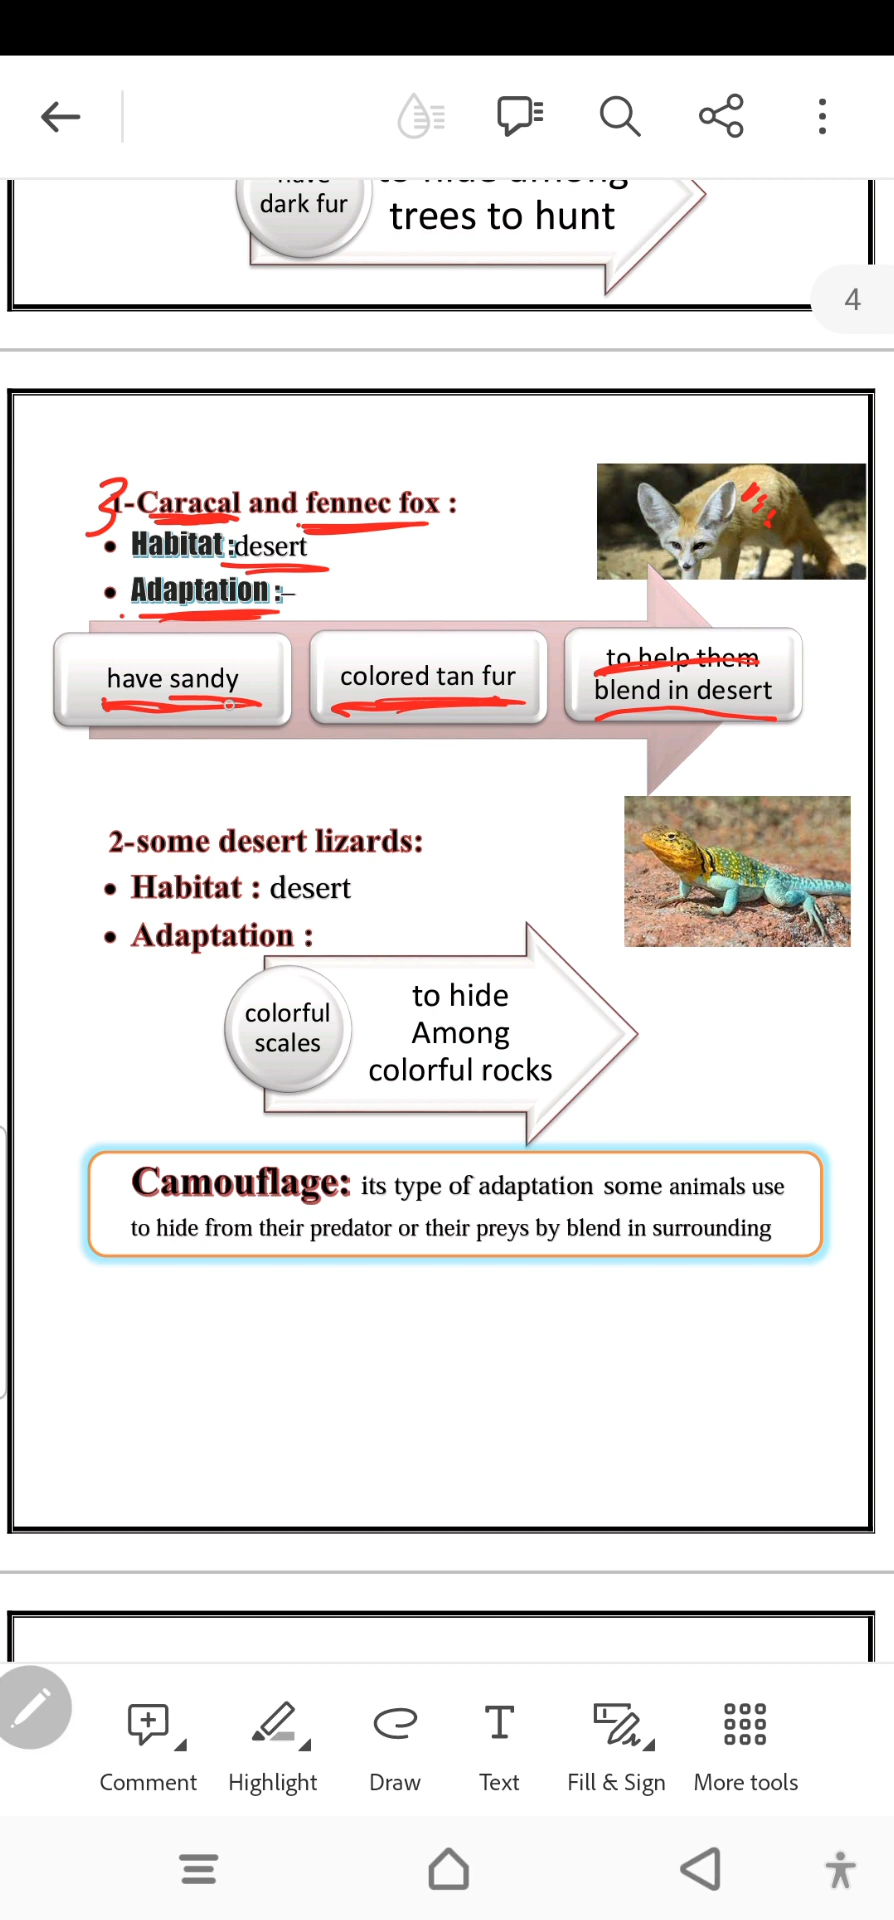 dark fur
trees to hunt
4
3
1-Caracal and fennec fox :
• Habitat :desert
• Adaptation :–
have sandy
colored tan fur
to help them
blend in desert
2-some desert lizards:
• Habitat : desert
• Adaptation :
colorful
scales
to hide
Among
colorful rocks
Camouflage: its type of adaptation some animals use
to hide from their predator or their preys by blend in surrounding
Comment
Highlight
Draw
Text
Fill & Sign
More tools